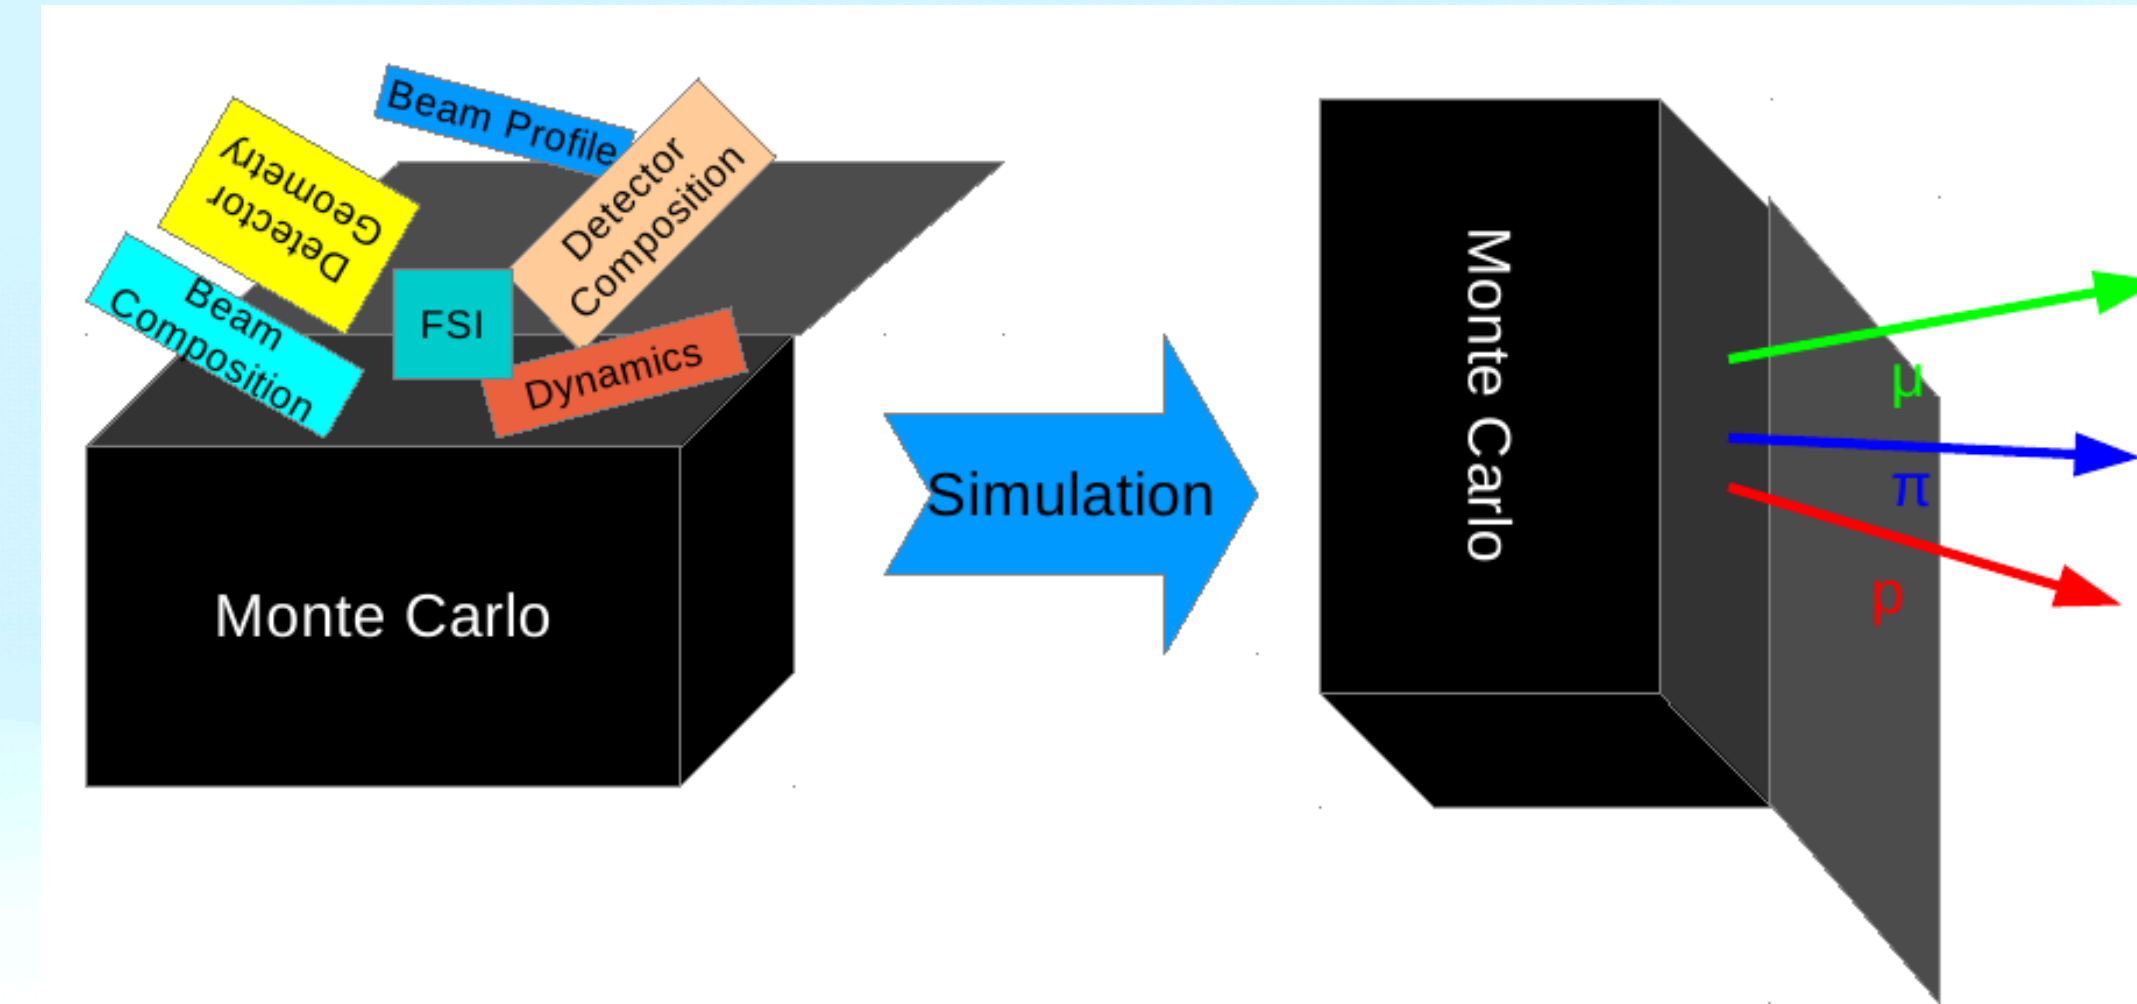 Beam Profile
Detector
Geometry
Detector
Composition
Beam
Composition
FSI
Dynamics
Monte Carlo
Simulation
Monte Carlo
μ
π
p